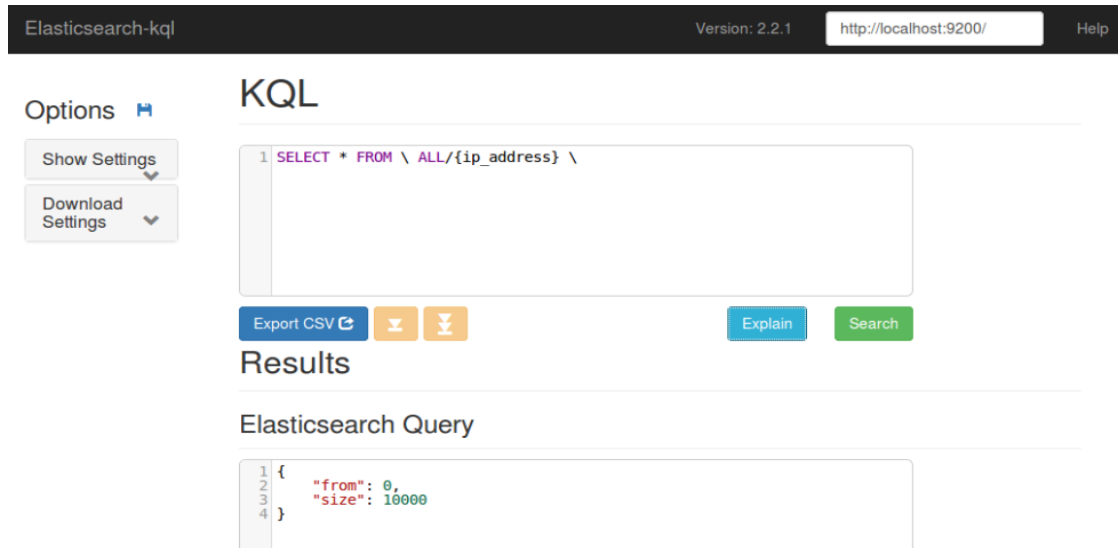 Elasticsearch-kql
Version: 2.2.1
http://localhost:9200/
Help
Options
Show Settings
Download
Settings
KQL
1 SELECT * FROM \ ALL/{ip_address} \
Export CSV
Explain
Search
Results
Elasticsearch Query
1 {
2 "from": 0,
3 "size": 10000
4 }